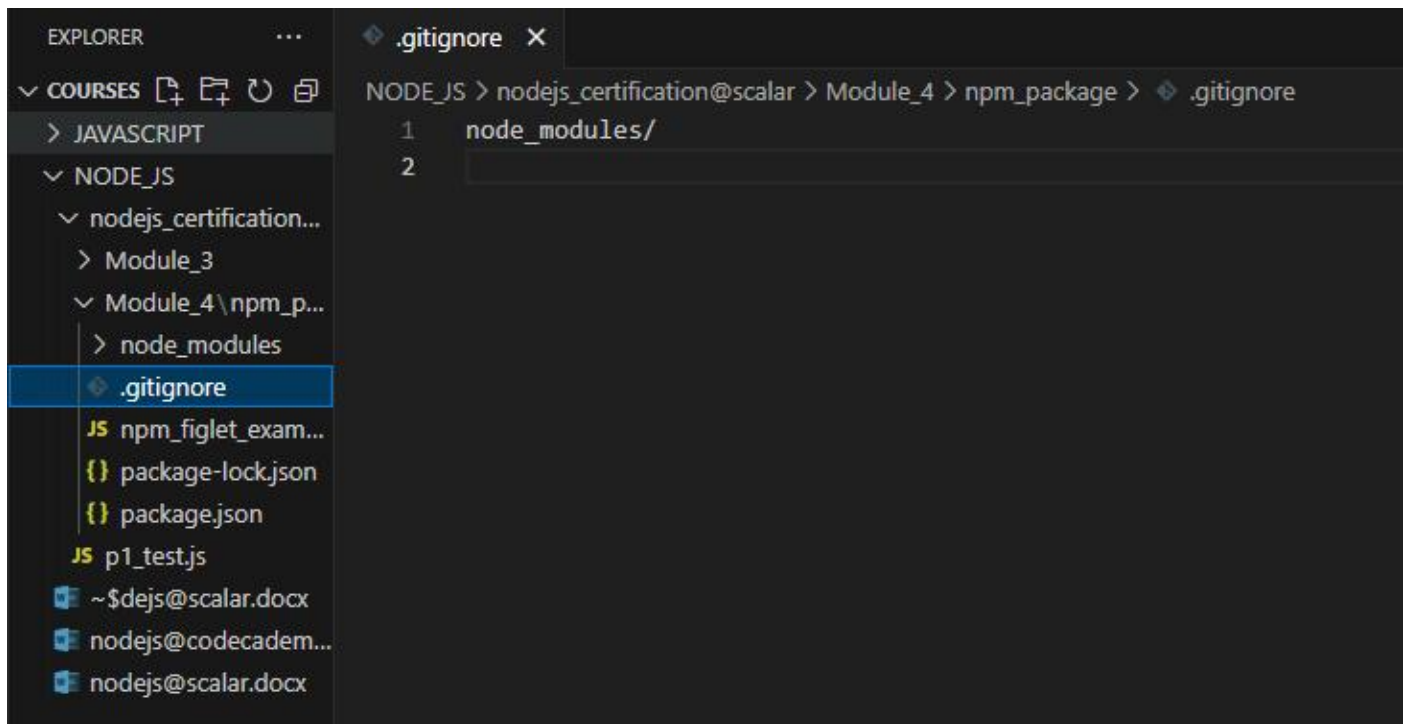 EXPLORER ...
.gitignore
COURSES
NODE_JS > nodejs_certification@scalar > Module_4 > npm_package > .gitignore
> JAVASCRIPT
1 node_modules/
NODE_JS
2
nodejs_certification...
> Module_3
Module_4\npm_p...
> node_modules
.gitignore
JS npm_figlet_exam...
{} package-lock.json
{} package.json
JS p1_test.js
~$dejs@scalar.docx
nodejs@codecadem...
nodejs@scalar.docx